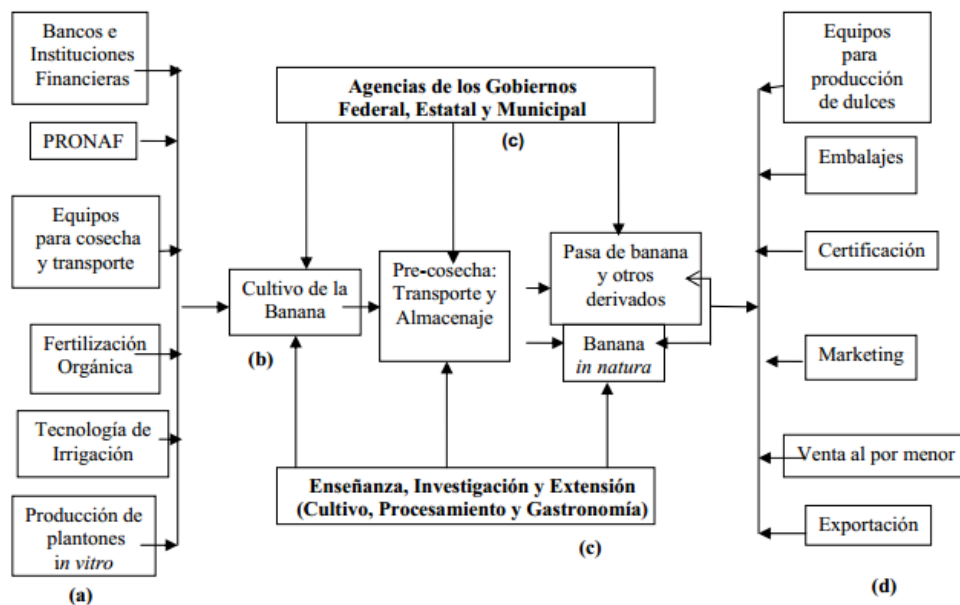 Bancos e
Instituciones
Financieras
PRONAF
Equipos
para cosecha
y transporte
Fertilización
Orgánica
Tecnología de
Irrigación
Producción de
plantones
in vitro
(a)
Agencias de los Gobiernos
Federal, Estatal y Municipal
(c)
Cultivo de la
Banana
(b)
Pre-cosecha:
Transporte y
Almacenaje
Pasa de banana
y otros
derivados
Banana
in natura
Enseñanza, Investigación y Extensión
(Cultivo, Procesamiento y Gastronomía)
(c)
Equipos
para
producción
de dulces
Embalajes
Certificación
Marketing
Venta al por menor
Exportación
(d)